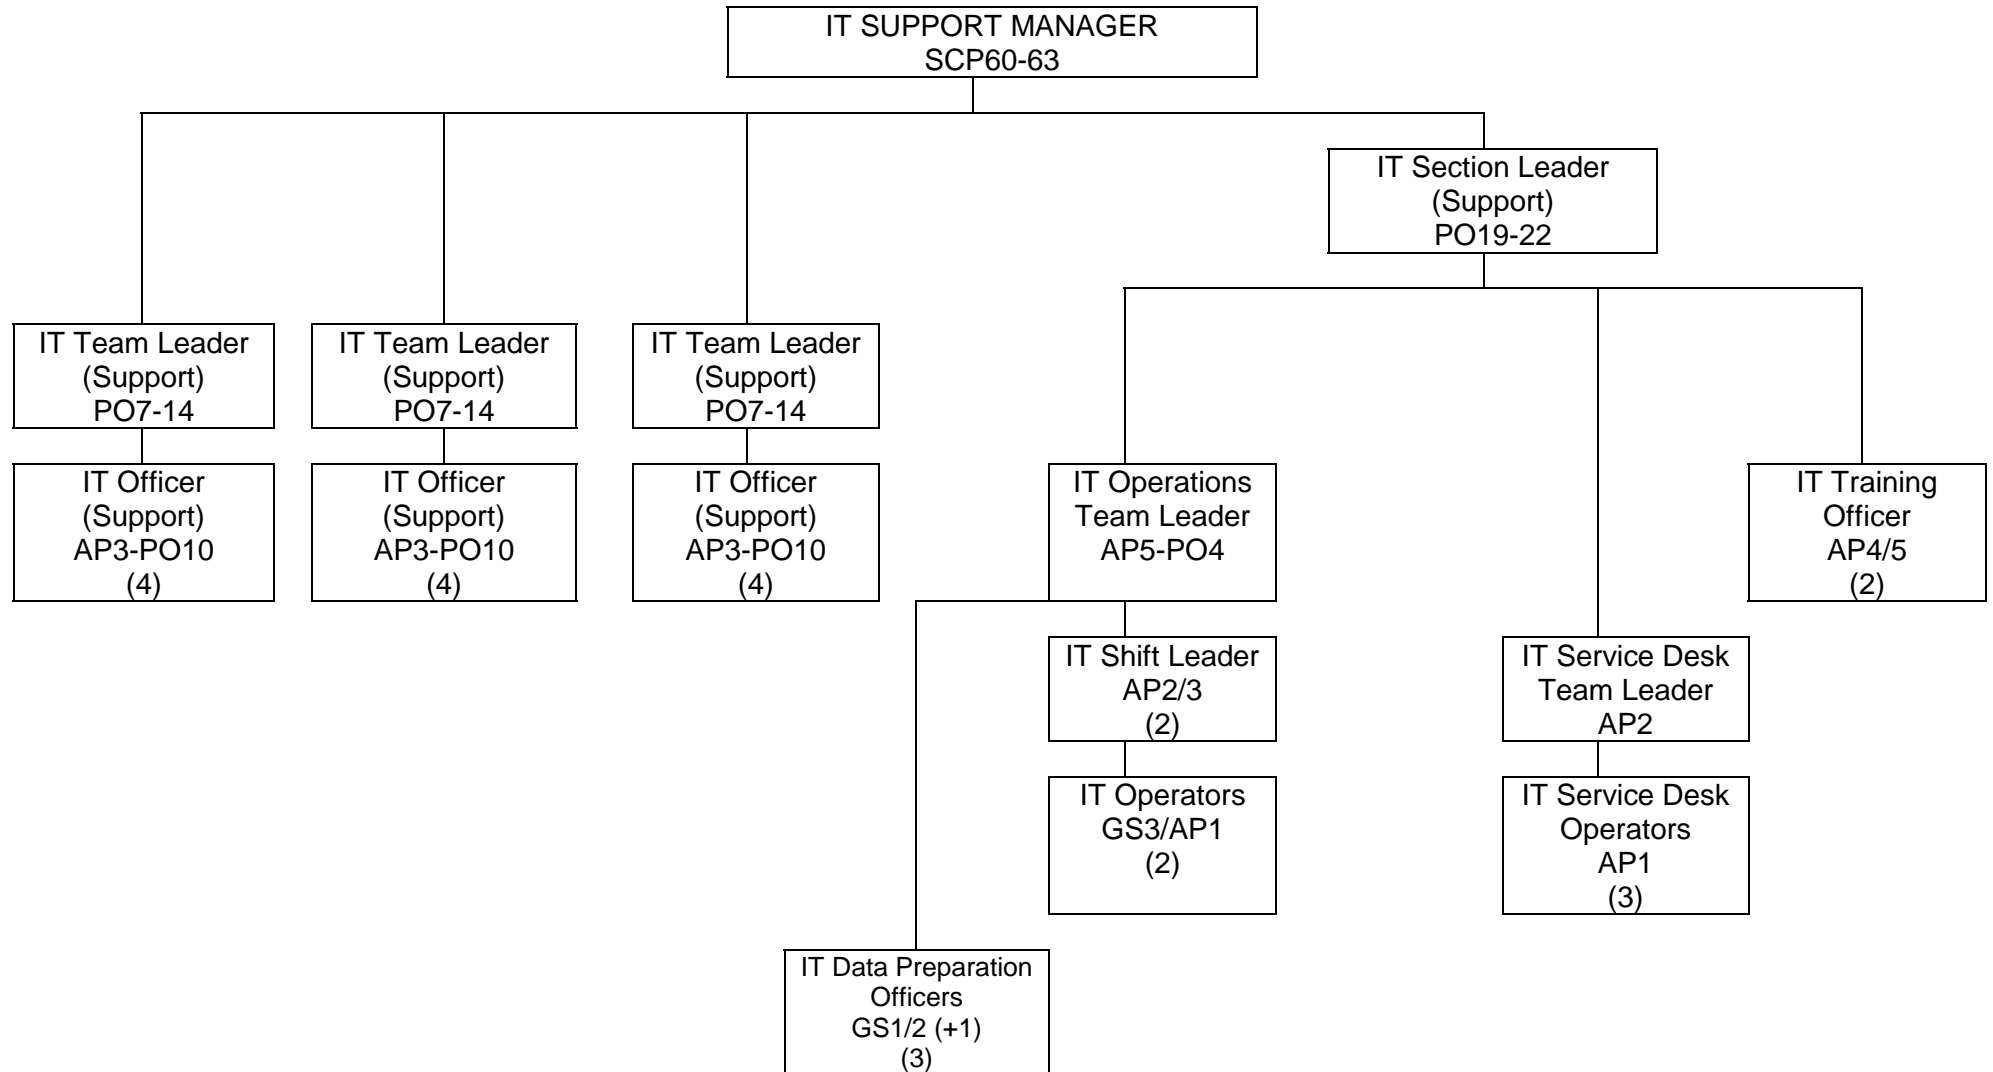 IT SUPPORT MANAGER
SCP60-63
IT Section Leader
(Support)
PO19-22
IT Team Leader
(Support)
PO7-14
IT Team Leader
(Support)
PO7-14
IT Team Leader
(Support)
PO7-14
IT Officer
(Support)
AP3-PO10
(4)
IT Officer
(Support)
AP3-PO10
(4)
IT Officer
(Support)
AP3-PO10
(4)
IT Operations
Team Leader
AP5-PO4
IT Training
Officer
AP4/5
(2)
IT Shift Leader
AP2/3
(2)
IT Service Desk
Team Leader
AP2
IT Operators
GS3/AP1
(2)
IT Service Desk
Operators
AP1
(3)
IT Data Preparation
Officers
GS1/2 (+1)
(3)